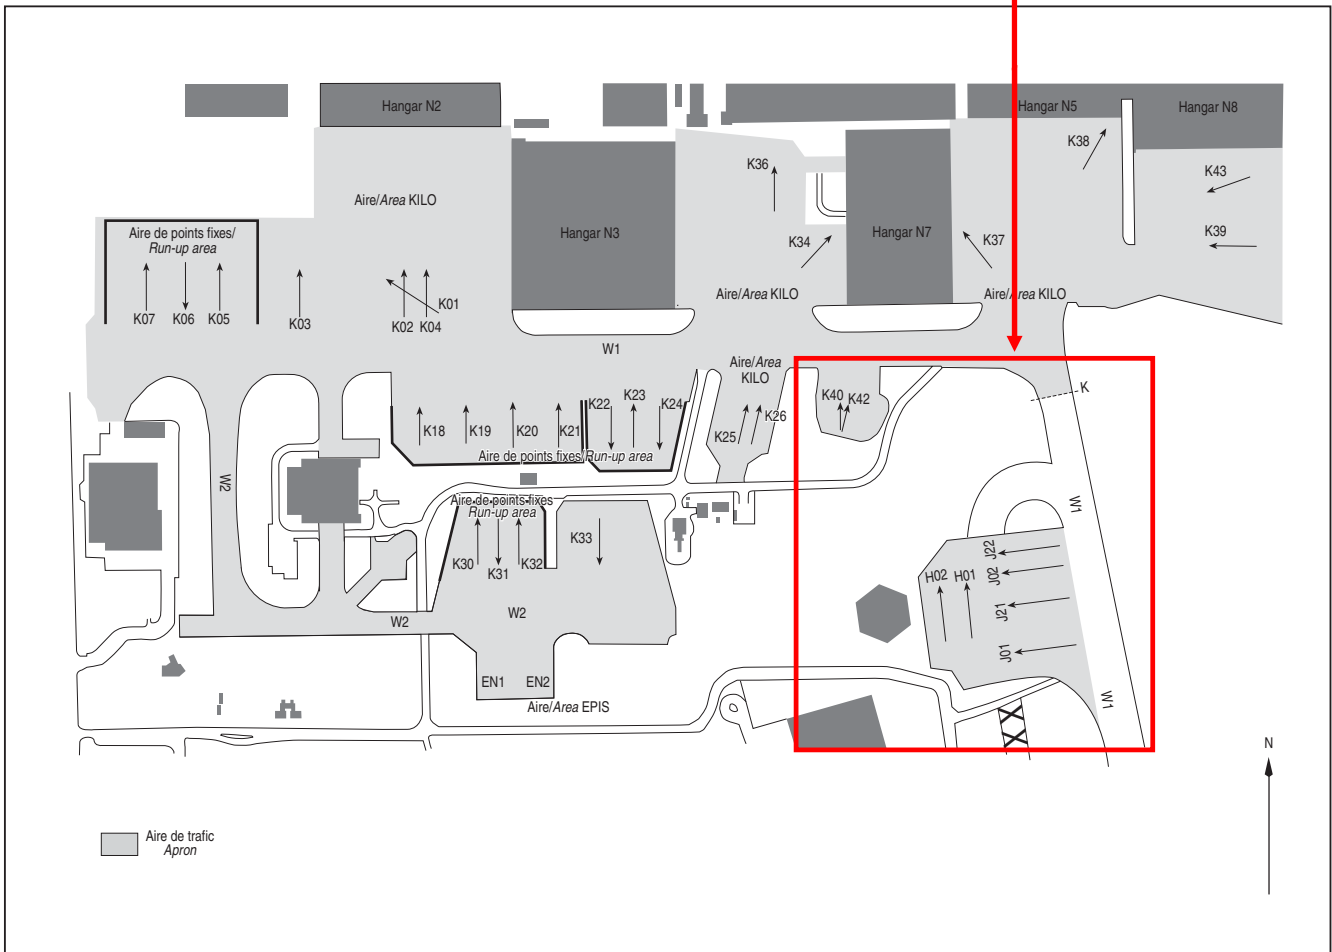 Hangar N2
Hangar N5
Hangar N8
K38
K36
K43
Aire/Area KILO
Aire de points fixes/
Run-up area
Hangar N3
K34
Hangar N7
K37
K39
Aire/Area KILO
Aire/Area KILO
K01
K07
K06
K05
K03
K02
K04
W1
Aire/Area
KILO
K
K22
K23
K24
K40
K42
K18
K19
K20
K21
K25
K26
Aire de points fixes/Run-up area
W2
Aire de points fixes
Run-up area
W1
K33
J22
K30
K31
K32
H02
H01
J02
J21
W2
W2
J01
EN1
EN2
W1
Aire/Area EPIS
N
Aire de trafic
Apron